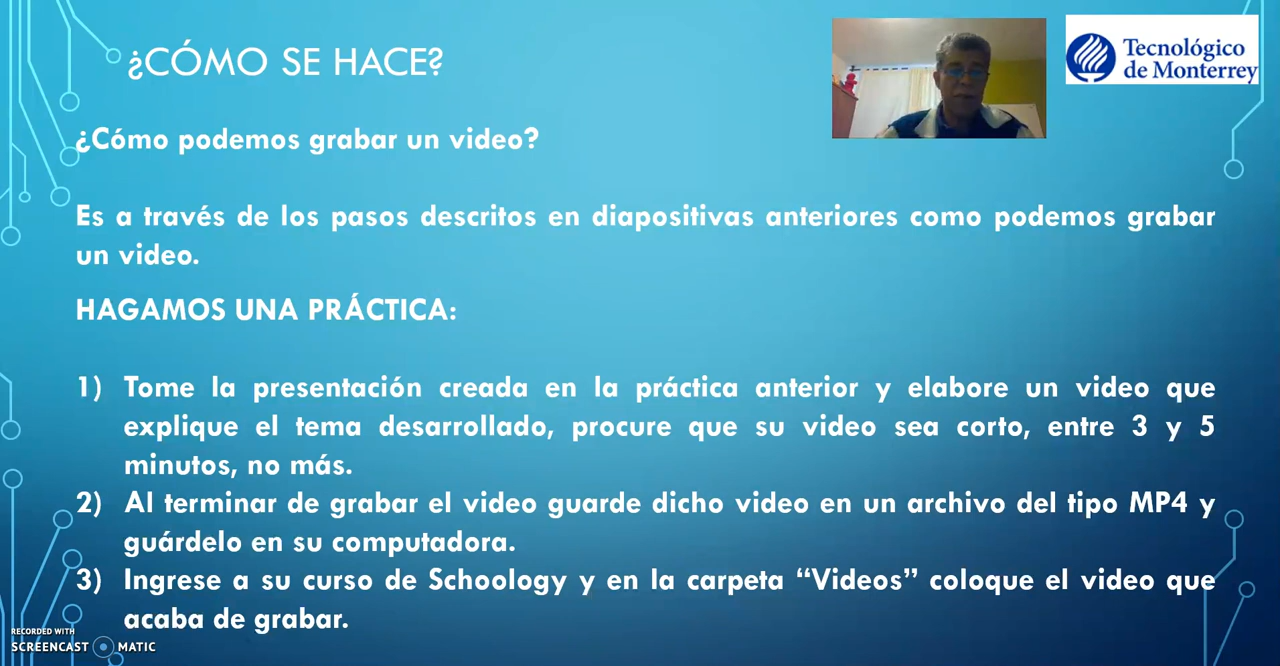 ¿CÓMO SE HACE?
Tecnológico
de Monterrey
¿Cómo podemos grabar un video?
Es a través de los pasos descritos en diapositivas anteriores como podemos grabar
un video.
HAGAMOS UNA PRÁCTICA:
1) Tome la presentación creada en la práctica anterior y elabore un video que
explique el tema desarrollado, procure que su video sea corto, entre 3 y 5
minutos, no más.
2) Al terminar de grabar el video guarde dicho video en un archivo del tipo MP4 y
guárdelo en su computadora.
3) Ingrese a su curso de Schoology y en la carpeta “Videos” coloque el video que
acaba de grabar.
RECORDED WITH
SCREENCAST MATIC